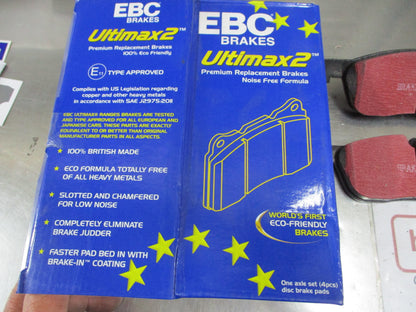 EBC
BRAKES
Ultimax2™
Premium Replacement Brakes
100% Eco Friendly
E11 TYPE APPROVED
Complies with US Legislation regarding
copper and other heavy metals
in accordance with SAE J2975:2011
EBC ULTIMAX RANGES BRAKES ARE TESTED
AND TYPE APPROVED FOR ALL EUROPEAN AND
JAPANESE CARS. THESE PARTS ARE EXACTLY
EQUIVALENT TO OR BETTER THAN ORIGINAL
MANUFACTURER PARTS IN ALL ASPECTS.
• 100% BRITISH MADE
• ECO FORMULA TOTALLY FREE
OF ALL HEAVY METALS
• SLOTTED AND CHAMFERED
FOR LOW NOISE
• COMPLETELY ELIMINATE
BRAKE JUDDER
• FASTER PAD BED IN WITH
BRAKE-IN™ COATING
EBC
BRAKES
Ultimax2™
Premium Replacement Brakes
Noise Free Formula
WORLD'S FIRST
ECO-FRIENDLY
BRAKES
One axle set (4pcs)
disc brake pads